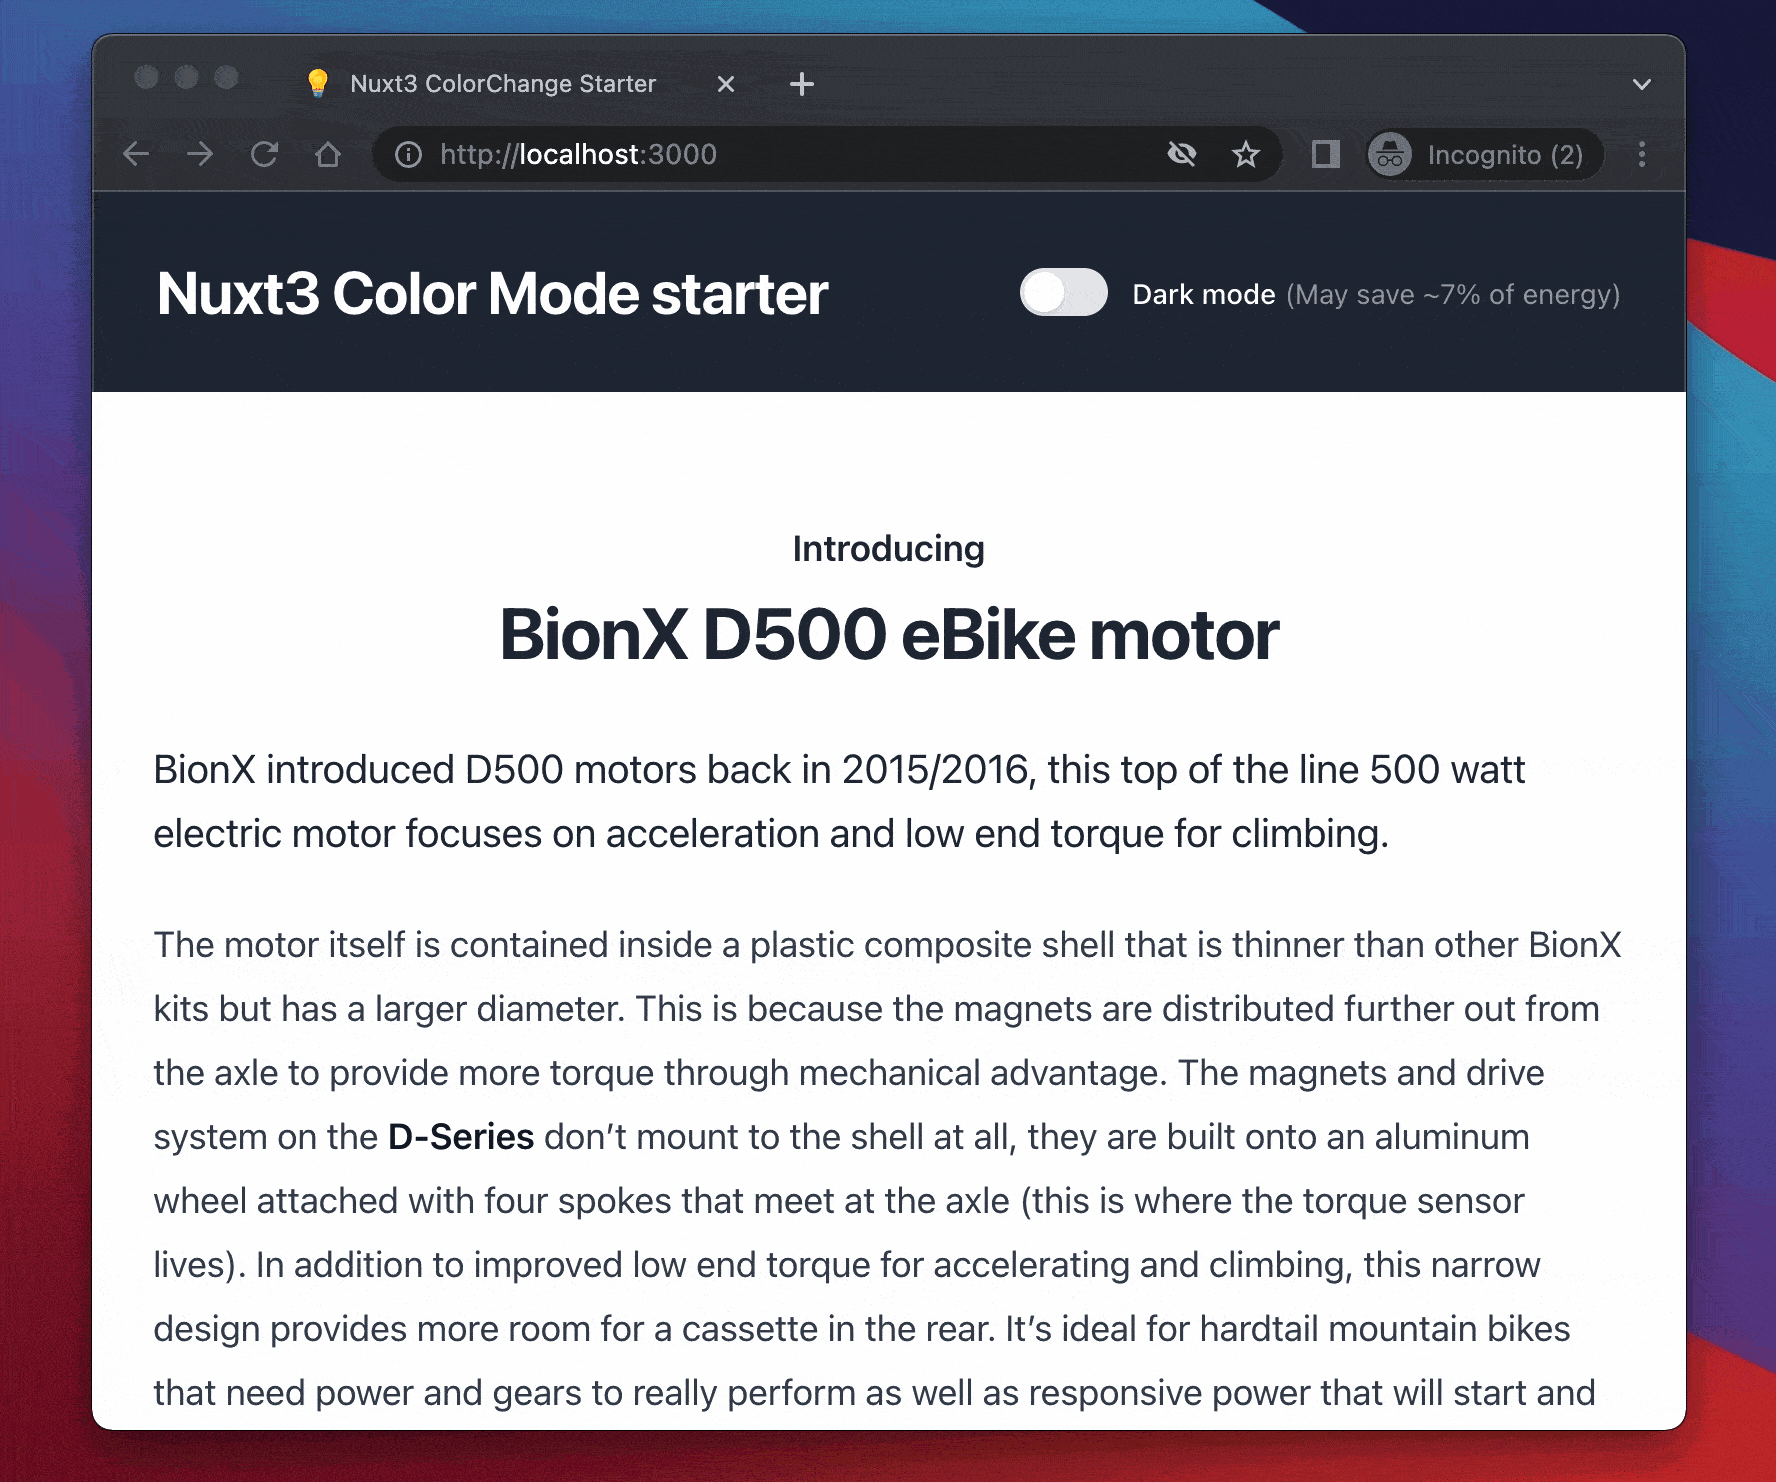 Nuxt3 ColorChange Starter
http://localhost:3000
Incognito (2)
Nuxt3 Color Mode starter
Dark mode (May save ~7% of energy)
Introducing
BionX D500 eBike motor
BionX introduced D500 motors back in 2015/2016, this top of the line 500 watt
electric motor focuses on acceleration and low end torque for climbing.
The motor itself is contained inside a plastic composite shell that is thinner than other BionX
kits but has a larger diameter. This is because the magnets are distributed further out from
the axle to provide more torque through mechanical advantage. The magnets and drive
system on the D-Series don’t mount to the shell at all, they are built onto an aluminum
wheel attached with four spokes that meet at the axle (this is where the torque sensor
lives). In addition to improved low end torque for accelerating and climbing, this narrow
design provides more room for a cassette in the rear. It’s ideal for hardtail mountain bikes
that need power and gears to really perform as well as responsive power that will start and